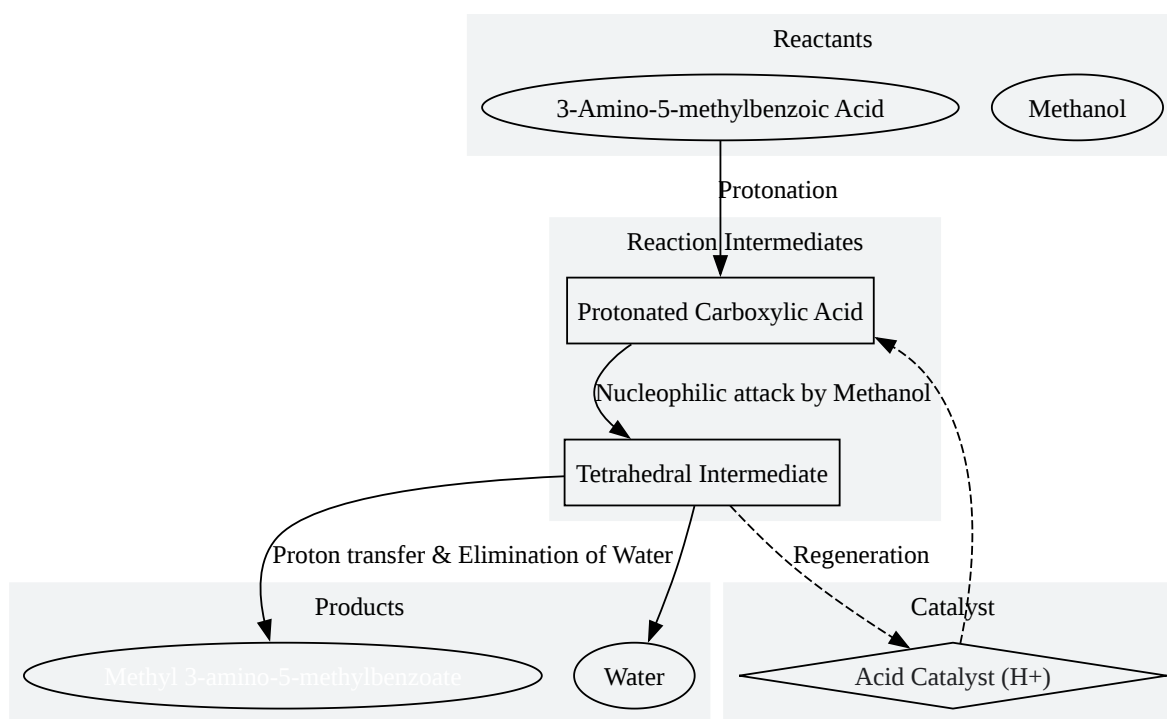 Reactants
3-Amino-5-methylbenzoic Acid
Methanol
Protonation
Reaction Intermediates
Protonated Carboxylic Acid
Nucleophilic attack by Methanol
Tetrahedral Intermediate
Proton transfer & Elimination of Water
Regeneration
Products
Catalyst
Methyl 3-amino-5-methylbenzoate
Water
Acid Catalyst (H+)